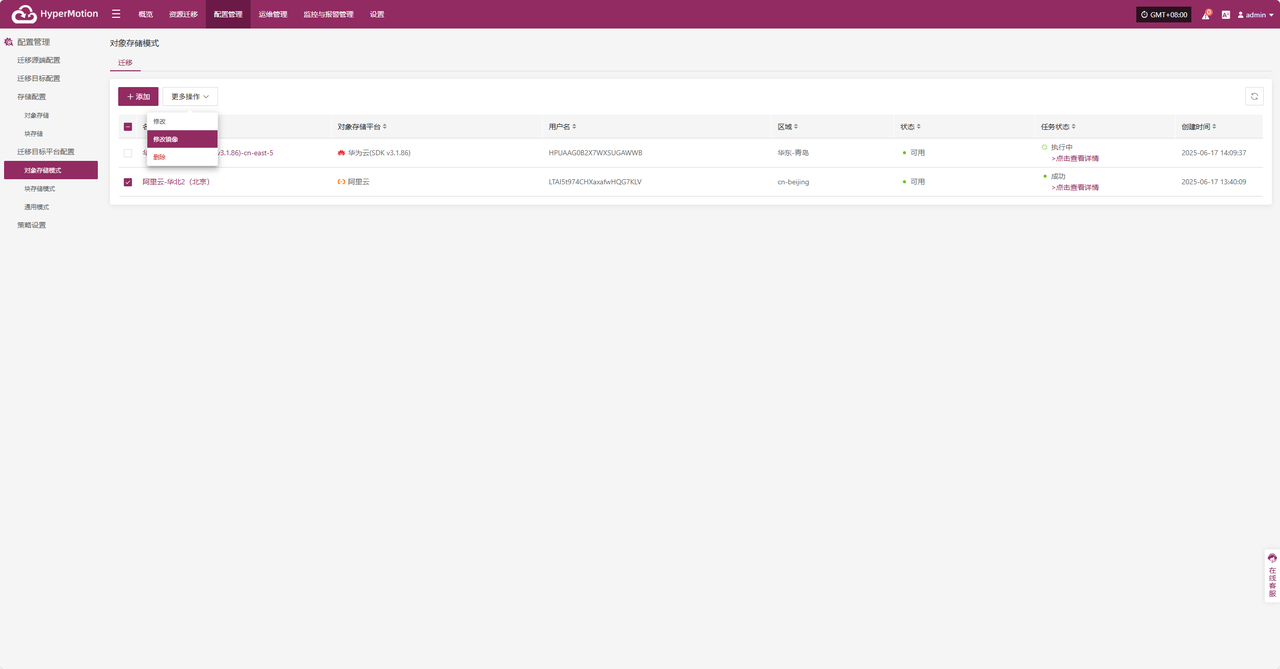 HyperMotion
概览
资源迁移
配置管理
运维管理
监控与报警管理
设置
GMT+08:00
0
admin
配置管理
迁移源端配置
迁移目标配置
存储配置
对象存储
块存储
迁移目标平台配置
对象存储模式
块存储模式
通用模式
策略设置
对象存储模式
迁移
添加
更多操作
修改
修改镜像
删除
对象存储平台
用户名
区域
状态
任务状态
创建时间
v3.1.86)-cn-east-5
华为云(SDK v3.1.86)
HPUAAG0B2X7WXSUGAWWB
华东-青岛
可用
执行中
>点击查看详情
2025-06-17 14:09:37
阿里云-华北2（北京）
阿里云
LTAI5t974CHXaxafwHQG7KLV
cn-beijing
可用
成功
>点击查看详情
2025-06-17 13:40:09
在线客服